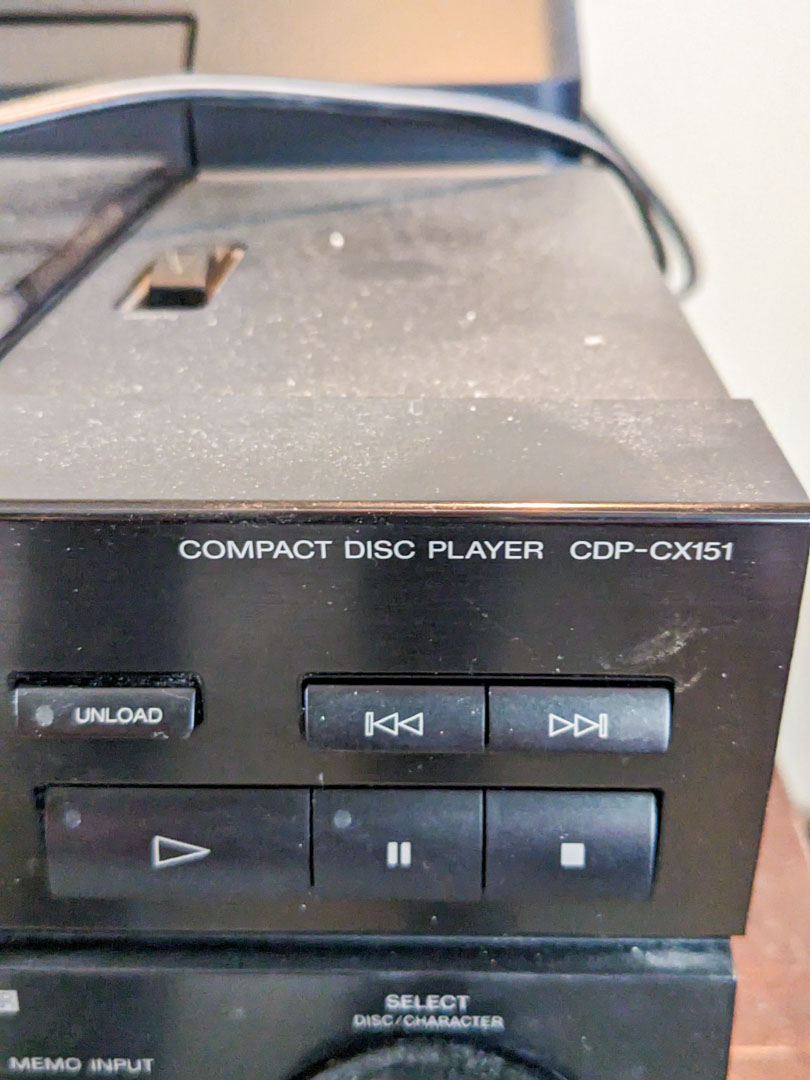 COMPACT DISC PLAYER CDP-CX151
UNLOAD
SELECT
DISC/CHARACTER
MEMO INPUT